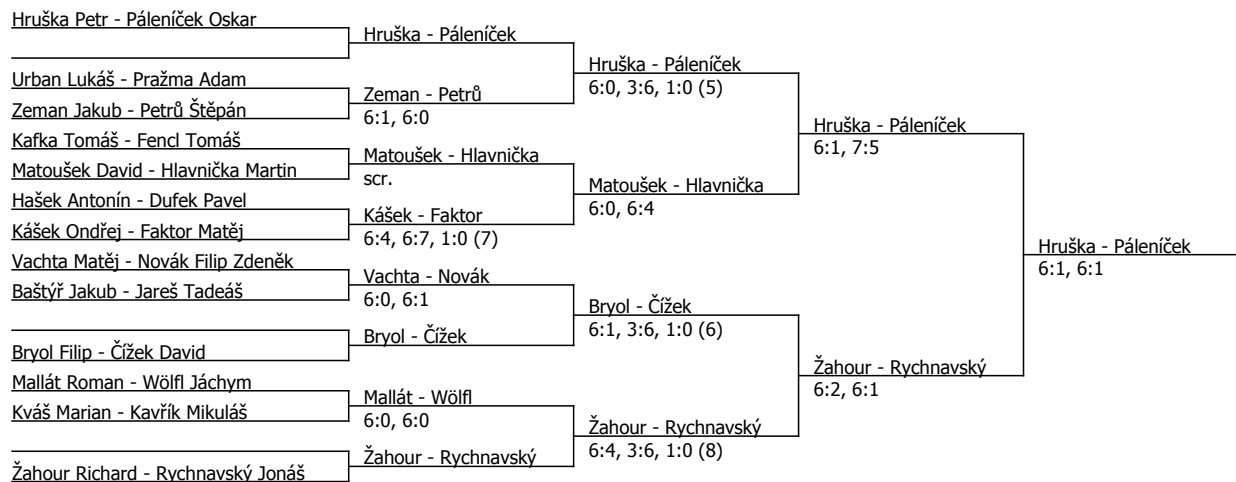 Hruška Petr - Páleníček Oskar
Hruška - Páleníček
Hruška - Páleníček
6:0, 3:6, 1:0 (5)
Urban Lukáš - Pražma Adam
Zeman - Petrů
6:1, 6:0
Zeman Jakub - Petrů Štěpán
Hruška - Páleníček
6:1, 7:5
Kafka Tomáš - Fencl Tomáš
Matoušek - Hlavnička
scr.
Matoušek David - Hlavnička Martin
Matoušek - Hlavnička
6:0, 6:4
Hašek Antonín - Dufek Pavel
Kášek - Faktor
6:4, 6:7, 1:0 (7)
Kášek Ondřej - Faktor Matěj
Hruška - Páleníček
6:1, 6:1
Vachta Matěj - Novák Filip Zdeněk
Vachta - Novák
6:0, 6:1
Baštýř Jakub - Jareš Tadeáš
Bryol - Čížek
6:1, 3:6, 1:0 (6)
Bryol - Čížek
Bryol Filip - Čížek David
Žahour - Rychnavský
6:2, 6:1
Mallát Roman - Wölfl Jáchym
Mallát - Wölfl
6:0, 6:0
Kváš Marian - Kavřík Mikuláš
Žahour - Rychnavský
6:4, 3:6, 1:0 (8)
Žahour - Rychnavský
Žahour Richard - Rychnavský Jonáš